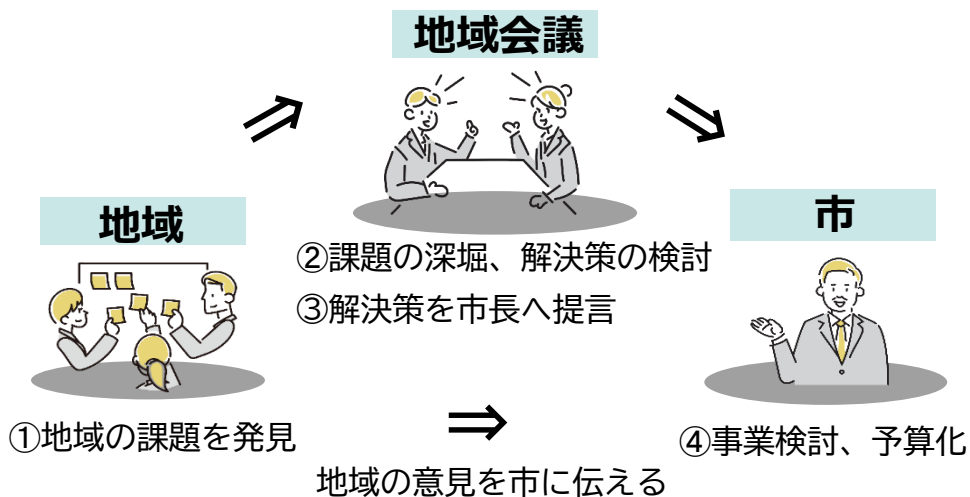 地域会議
地域
市
②課題の深堀、解決策の検討
③解決策を市長へ提言
①地域の課題を発見
④事業検討、予算化
地域の意見を市に伝える